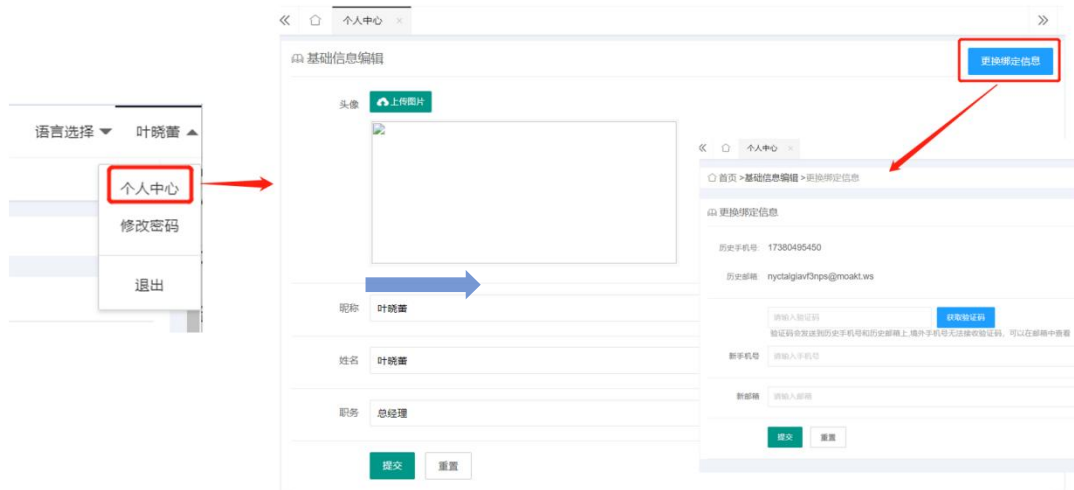 语言选择
叶晓蕾
个人中心
修改密码
退出
个人中心
基础信息编辑
更换绑定信息
头像
上传图片
昵称
叶晓蕾
姓名
叶晓蕾
职务
总经理
提交
重置
个人中心
首页 >基础信息编辑 >更换绑定信息
更换绑定信息
历史手机号
17380495450
历史邮箱
nyctalgiavf3nps@moakt.ws
请输入验证码
获取验证码
验证码会发送到历史手机号和历史邮箱上,境外手机号无法接收验证码，可以在邮箱中查看
新手机号
请输入手机号
新邮箱
请输入邮箱
提交
重置